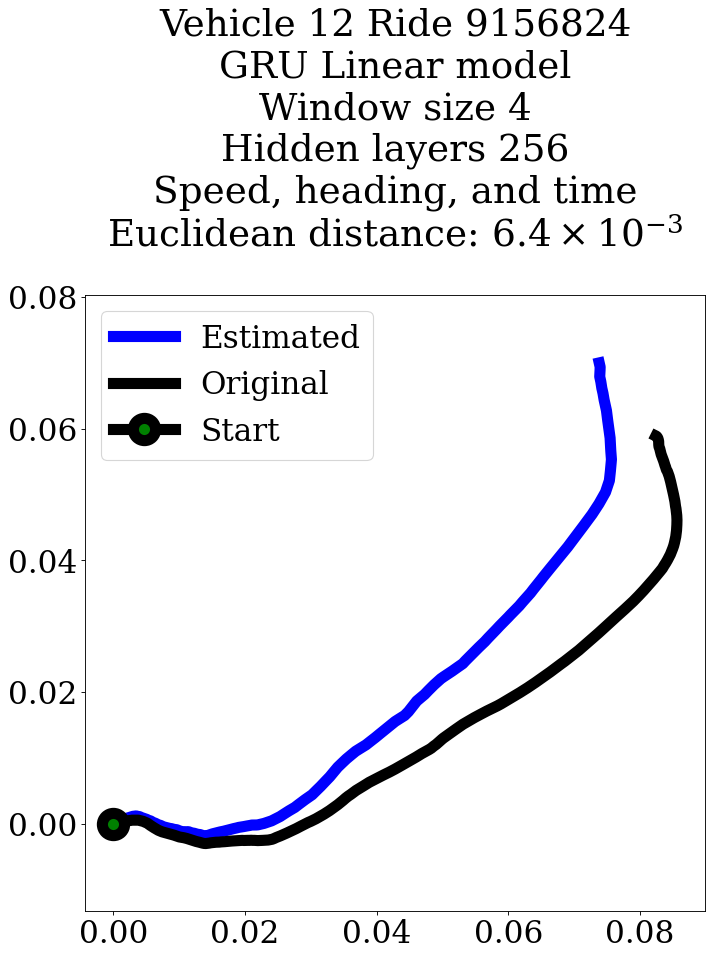 Vehicle 12 Ride 9156824
GRU Linear model
Window size 4
Hidden layers 256
Speed, heading, and time
Euclidean distance: 6.4 × 10⁻³
0.08
Estimated
Original
Start
0.06
0.04
0.02
0.00
0.00 0.02 0.04 0.06 0.08